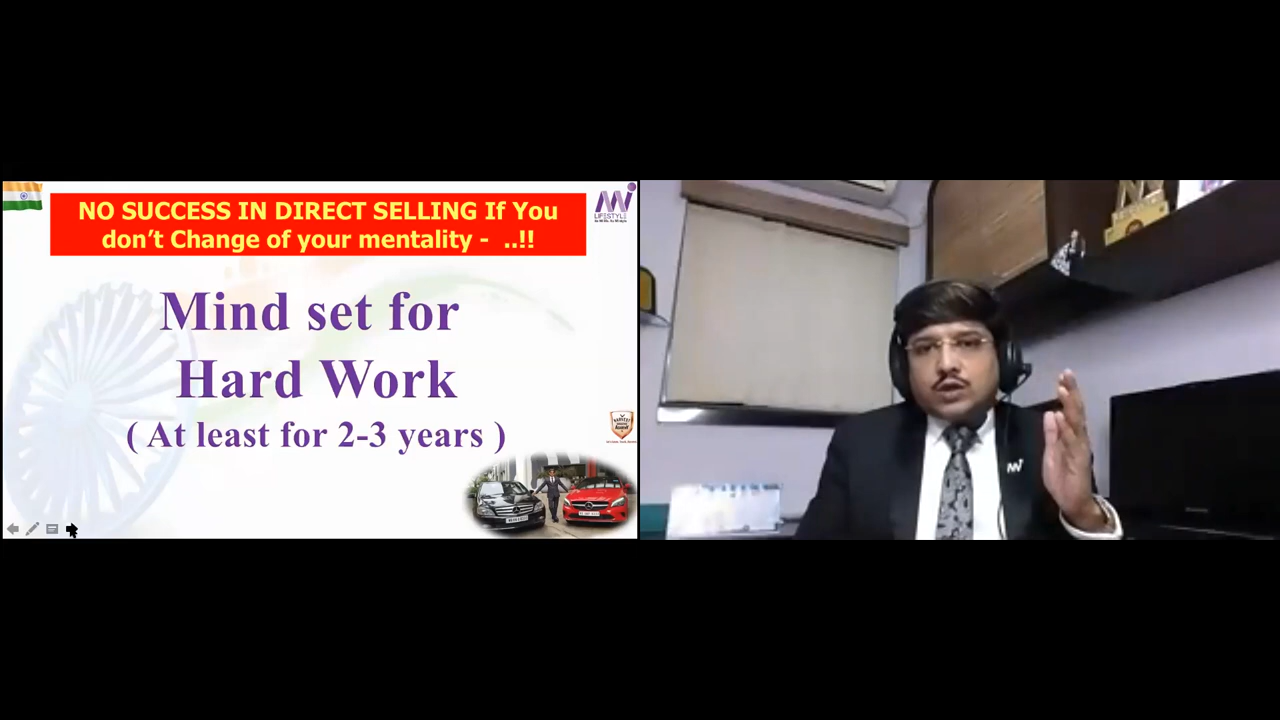 NO SUCCESS IN DIRECT SELLING If You
don't Change of your mentality -  ..!!
LIFESTYLE
Mind set for
Hard Work
( At least for 2-3 years )